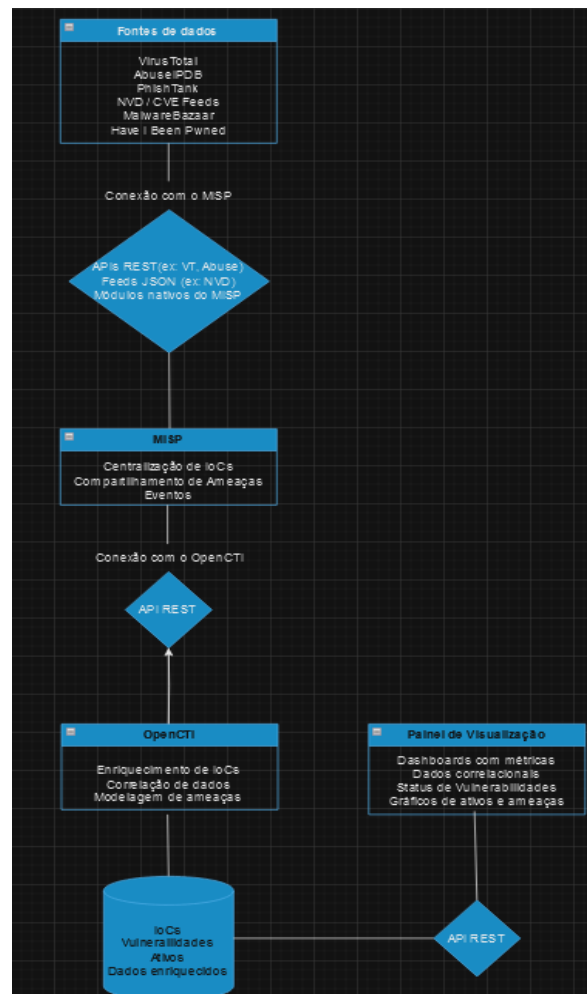 Fontes de dados
VirusTotal
AbuseIPDB
PhishTank
NVD / CVE Feeds
MalwareBazaar
Have I Been Pwned
Conexão com o MISP
APIs REST(ex: VT, Abuse)
Feeds JSON (ex: NVD)
Módulos nativos do MISP
MISP
Centralização de IoCs
Compartilhamento de Ameaças
Eventos
Conexão com o OpenCTI
API REST
OpenCTI
Enriquecimento de IoCs
Correlação de dados
Modelagem de ameaças
Painel de Visualização
Dashboards com métricas
Dados correlacionais
Status de Vulnerabilidades
Gráficos de ativos e ameaças
IoCs
Vulneralilidades
Ativos
Dados enriquecidos
API REST